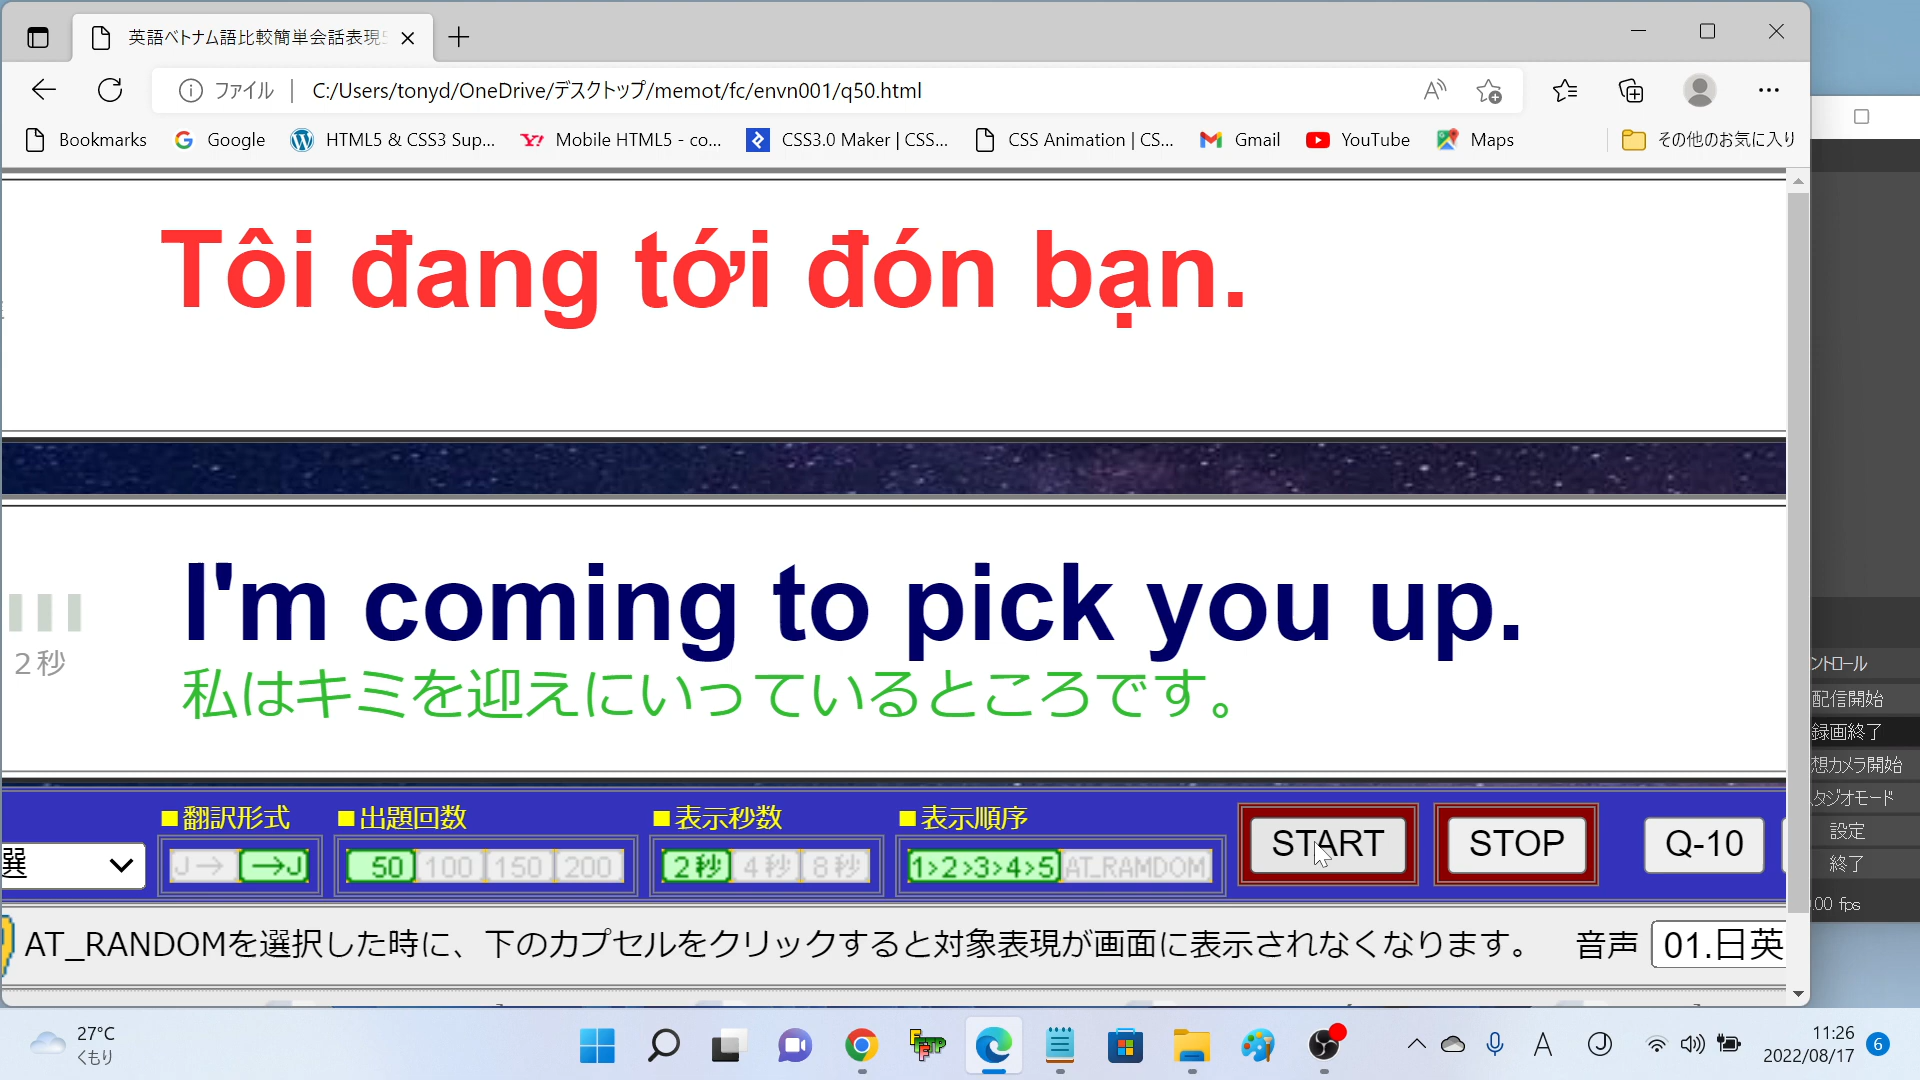 英語ベトナム語比較簡単会話表現
ファイル
C:/Users/tonyd/OneDrive/デスクトップ/memot/fc/envn001/q50.html
Bookmarks Google HTML5 & CSS3 Sup... Mobile HTML5 - co... CSS3.0 Maker | CSS... CSS Animation | CS... Gmail YouTube Maps その他のお気に入り
Tôi đang tới đón bạn.
I'm coming to pick you up.
2秒
私はキミを迎えにいっているところです。
■翻訳形式 ■出題回数 ■表示秒数 ■表示順序
選 J→ →J 50 100 150 200 2秒 4秒 8秒 1>2>3>4>5 AT_RAMDOM START STOP Q-10
AT_RANDOMを選択した時に、下のカプセルをクリックすると対象表現が画面に表示されなくなります。 音声 01.日英
ントロール
配信開始
録画終了
想カメラ開始
タジオモード
設定
終了
.00 fps
27°C
くもり
11:26
2022/08/17
6